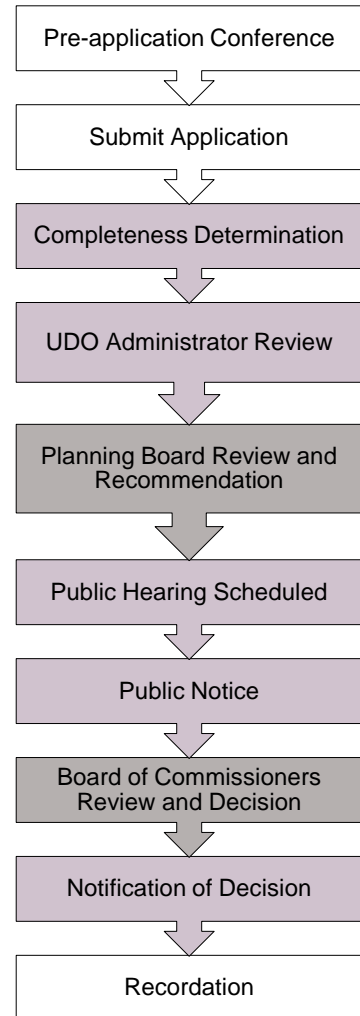 Pre-application Conference
Submit Application
Completeness Determination
UDO Administrator Review
Planning Board Review and
Recommendation
Public Hearing Scheduled
Public Notice
Board of Commissioners
Review and Decision
Notification of Decision
Recordation